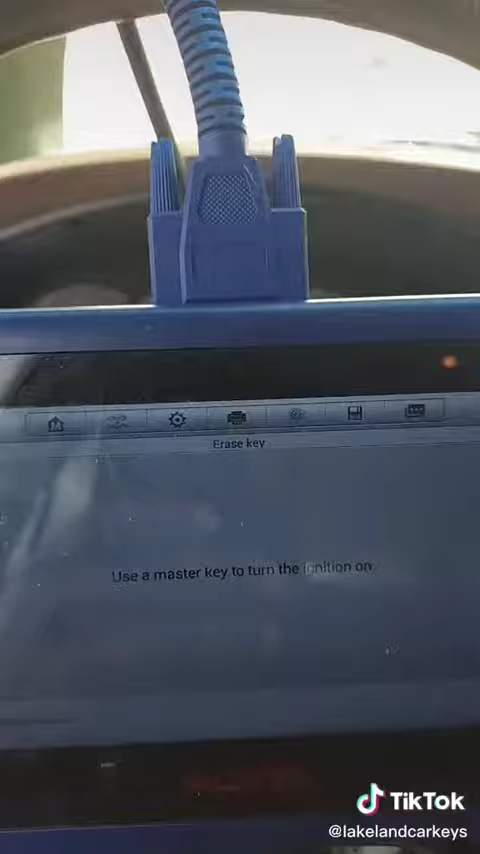 Erase key
Use a master key to turn the ignition on.
TikTok
@lakelandcarkeys